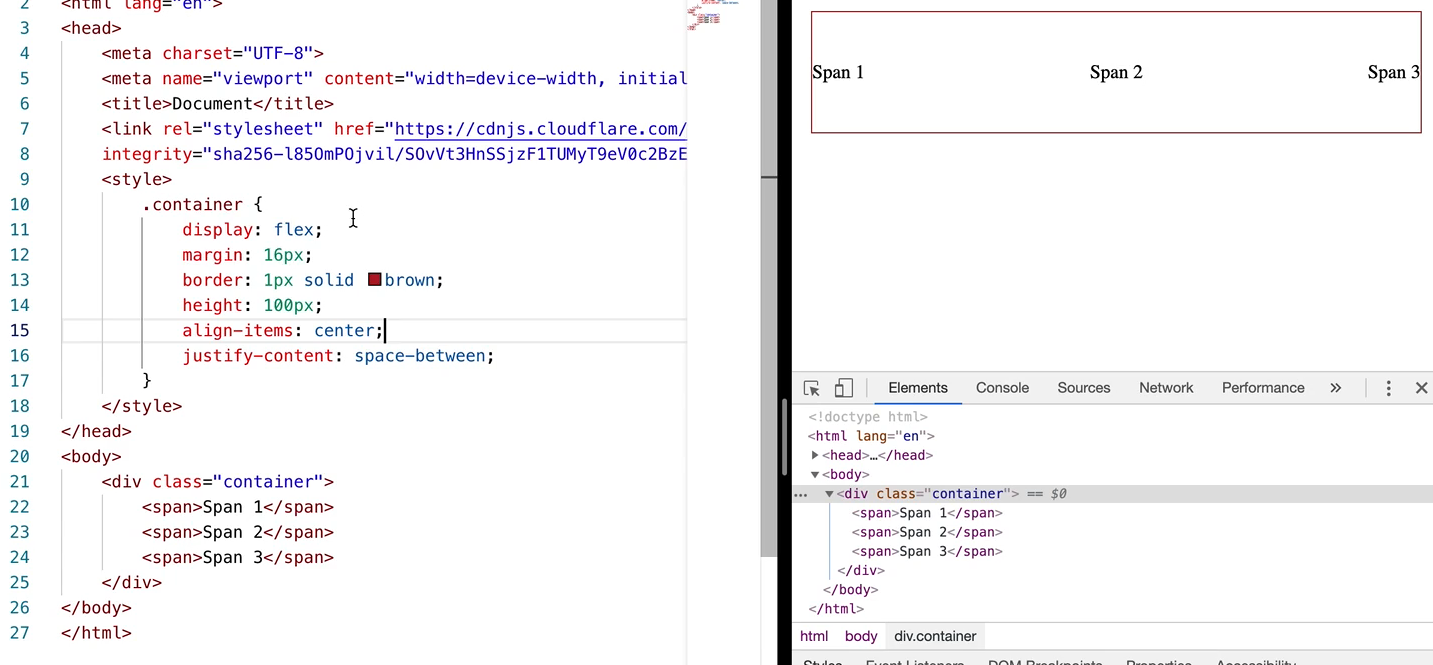 2 <html lang="en">
3 <head>
4 <meta charset="UTF-8">
5 <meta name="viewport" content="width=device-width, initial
6 <title>Document</title>
7 <link rel="stylesheet" href="https://cdnjs.cloudflare.com/
8 integrity="sha256-l85OmPOjvil/SOvVt3HnSSjzF1TUMyT9eV0c2BzE
9 <style>
10 .container {
11 display: flex;
12 margin: 16px;
13 border: 1px solid brown;
14 height: 100px;
15 align-items: center;
16 justify-content: space-between;
17 }
18 </style>
19 </head>
20 <body>
21 <div class="container">
22 <span>Span 1</span>
23 <span>Span 2</span>
24 <span>Span 3</span>
25 </div>
26 </body>
27 </html>
Span 1 Span 2 Span 3
Elements Console Sources Network Performance »
<!doctype html>
<html lang="en">
<head>…</head>
<body>
<div class="container"> == $0
<span>Span 1</span>
<span>Span 2</span>
<span>Span 3</span>
</div>
</body>
</html>
html body div.container
Styles Event Listeners DOM Breakpoints Properties Accessibility